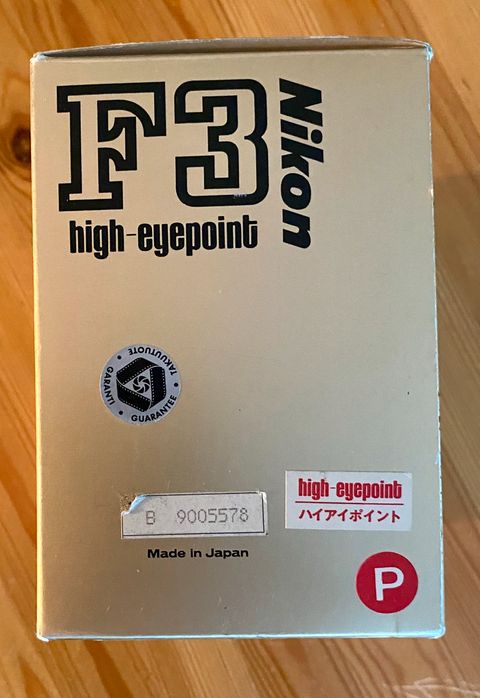 F3
Nikon
high-eyepoint
GARANTI • TAKUUTUOTE • GUARANTEE •
B 9005578
Made in Japan
high-eyepoint
ハイアイポイント
P